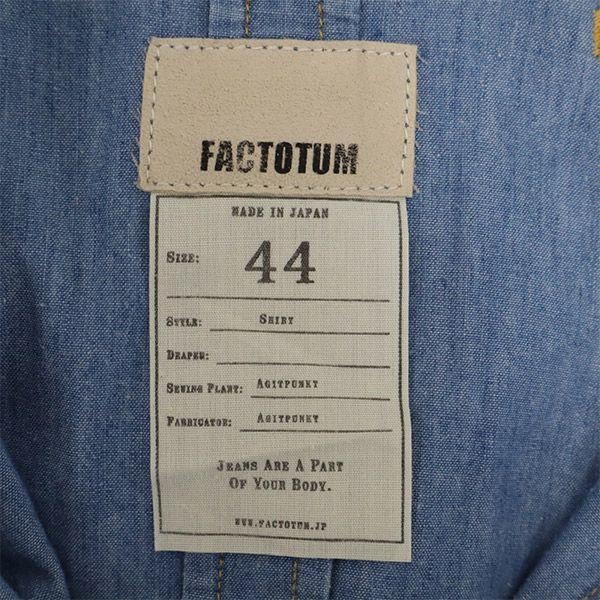 FACTOTUM
MADE IN JAPAN
SIZE: 44
STYLE: SHIRT
DRAPER:
SEWING PLANT: AGITPUNKT
FABRICATOR: AGITPUNKT
JEANS ARE A PART
OF YOUR BODY.
WWW.FACTOTUM.JP